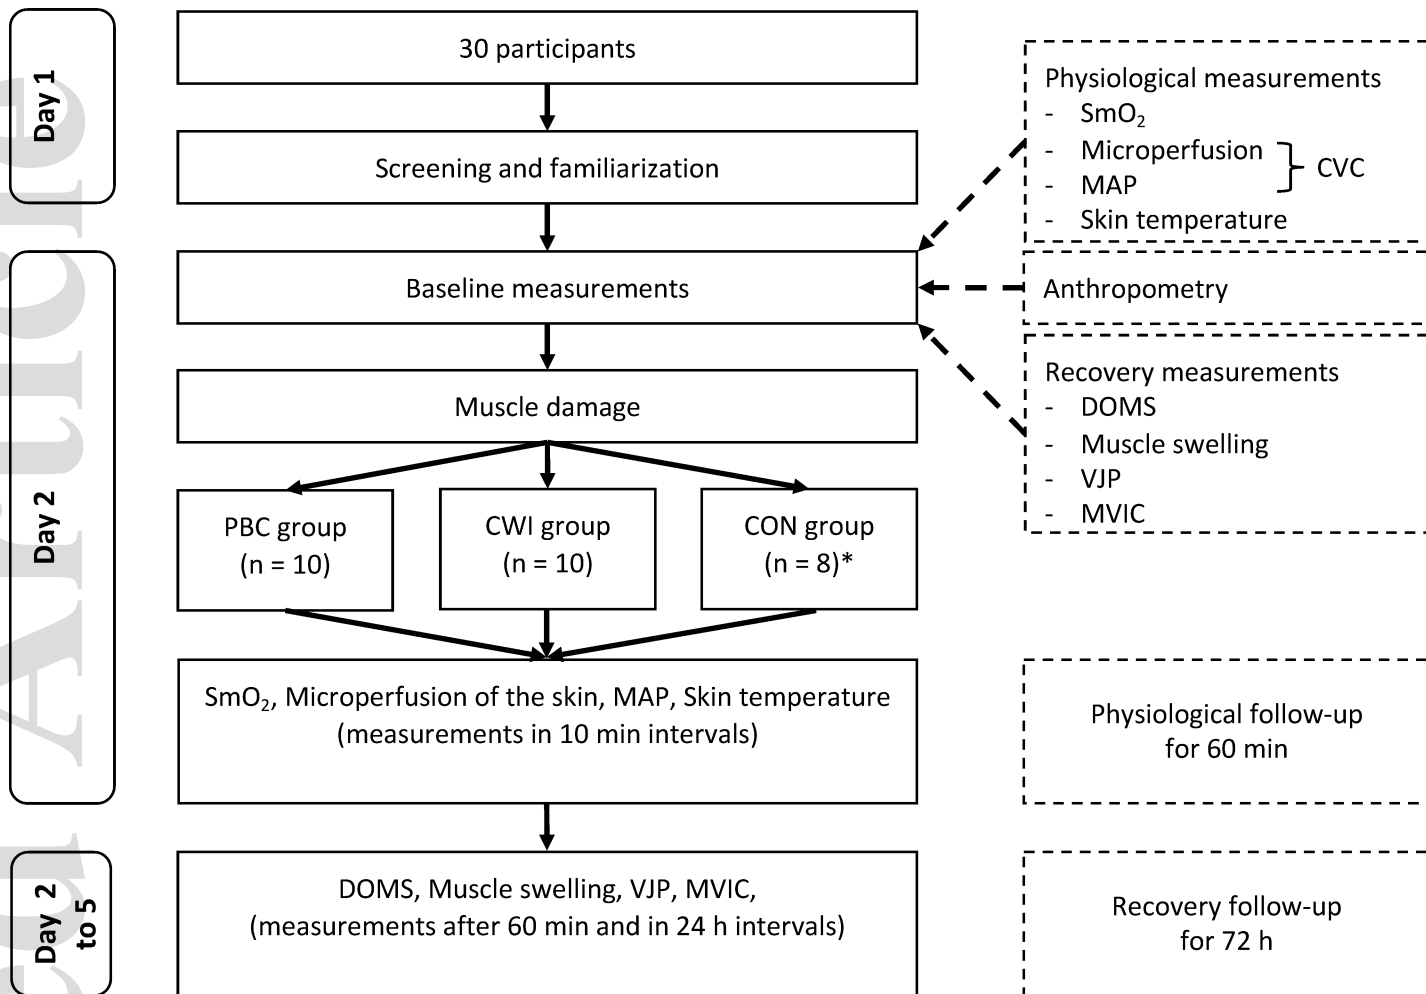 Day 1
30 participants
Screening and familiarization
Physiological measurements
- SmO₂
- Microperfusion
- MAP
CVC
- Skin temperature
Day 2
Baseline measurements
Anthropometry
Muscle damage
Recovery measurements
- DOMS
- Muscle swelling
- VJP
- MVIC
PBC group
(n = 10)
CWI group
(n = 10)
CON group
(n = 8)*
SmO₂, Microperfusion of the skin, MAP, Skin temperature
(measurements in 10 min intervals)
Physiological follow-up
for 60 min
Day 2
to 5
DOMS, Muscle swelling, VJP, MVIC,
(measurements after 60 min and in 24 h intervals)
Recovery follow-up
for 72 h
Article